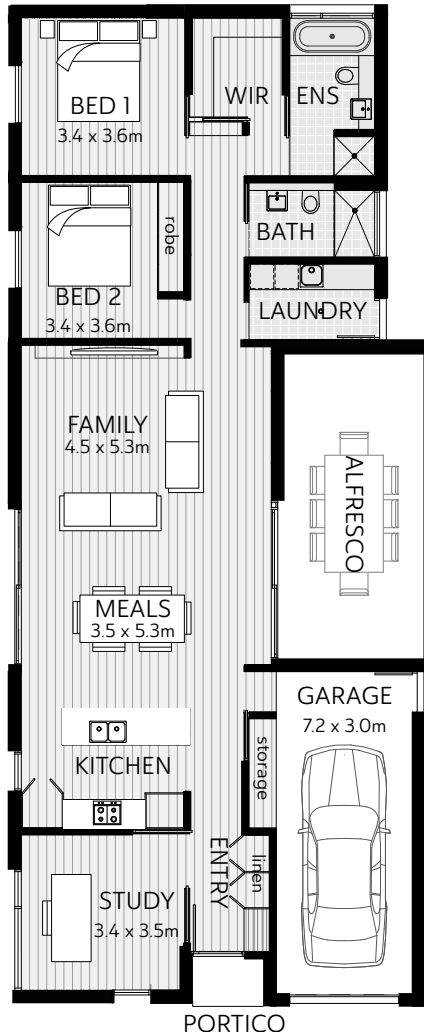 WIR
ENS
BED 1
3.4 x 3.6m
robe
BATH
BED 2
3.4 x 3.6m
LAUNDRY
FAMILY
4.5 x 5.3m
ALFRESCO
MEALS
3.5 x 5.3m
GARAGE
7.2 x 3.0m
storage
KITCHEN
ENTRY
linen
STUDY
3.4 x 3.5m
PORTICO